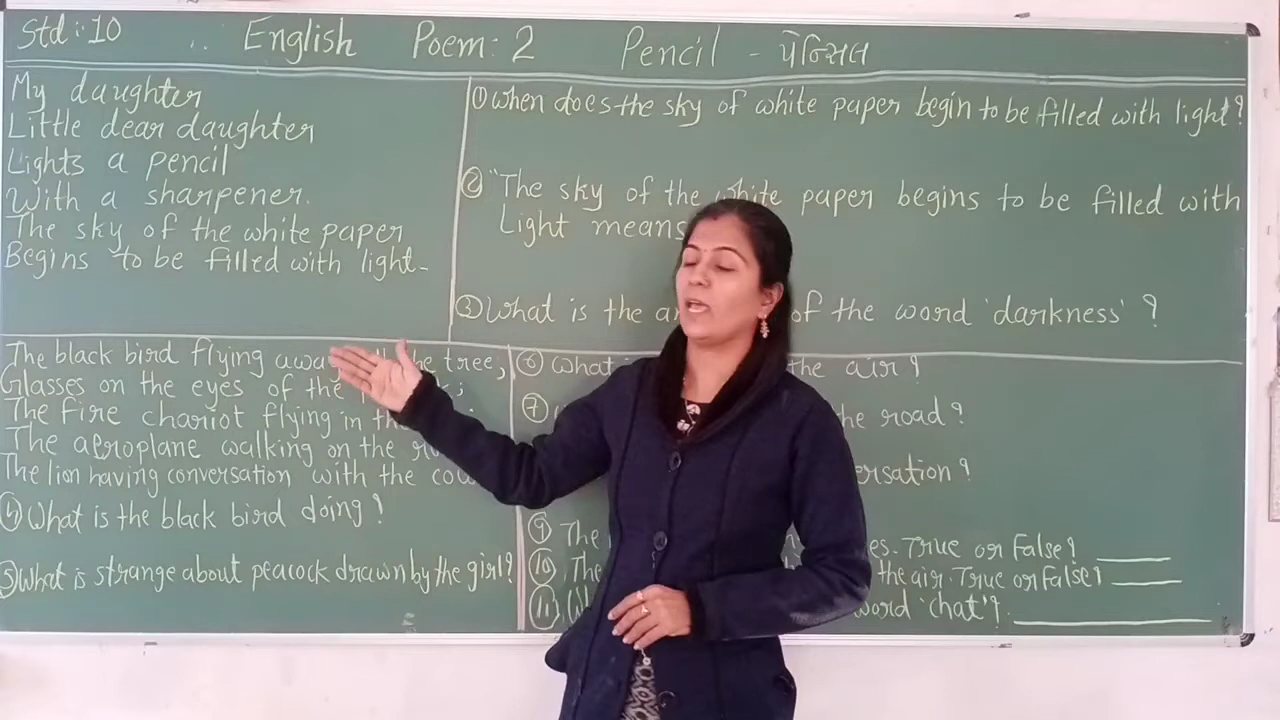 Std : 10 English Poem : 2 Pencil - પેન્સિલ
My daughter
Little dear daughter
Lights a pencil
With a sharpener.
The sky of the white paper
Begins to be filled with light-
① When does the sky of white paper begin to be filled with light?
② "The sky of the white paper begins to be filled with
Light means
③ What is the of the word 'darkness' ?
The black bird flying the tree,
Glasses on the eyes of the
The fire chariot flying in
The aeroplane walking on the
The lion having conversation with the
④ What is the black bird doing?
⑤ What is strange about peacock drawn by the girl?
⑥ What the air?
⑦ the road?
⑨ The True or False? ____
⑩ The the air. True or False? ____
⑪ word 'chat'? ____